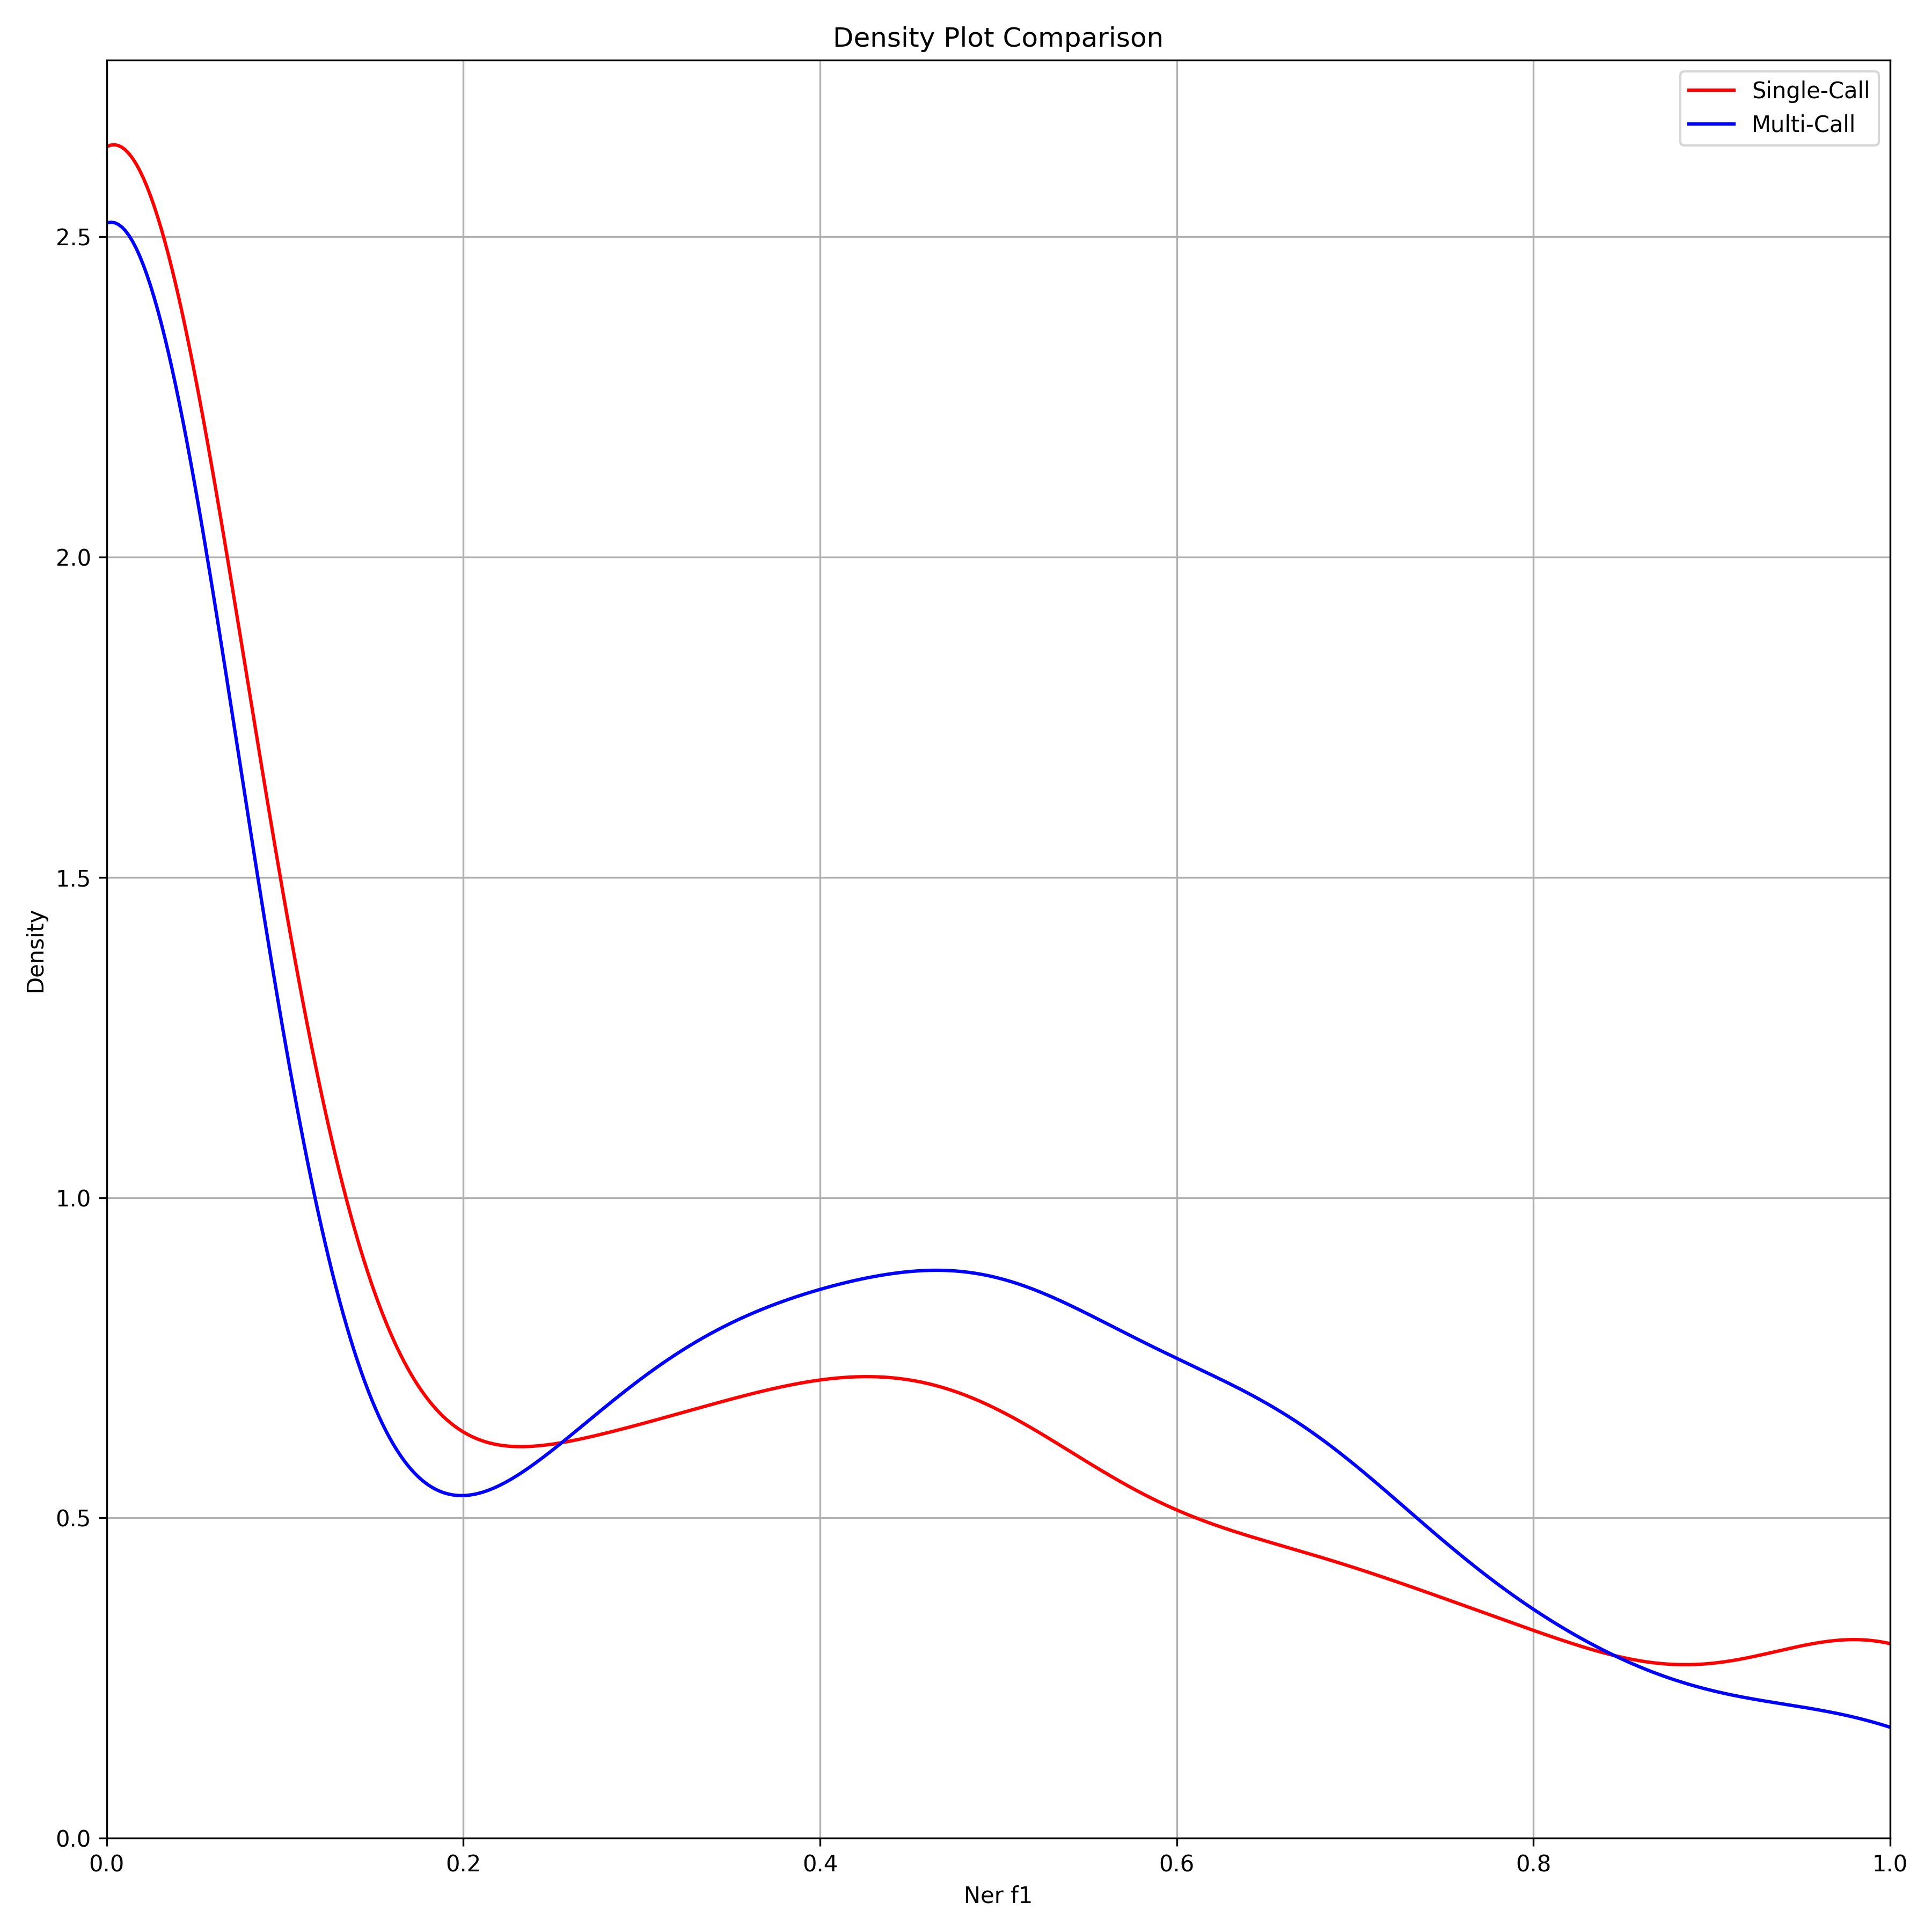 Density Plot Comparison
Single-Call
Multi-Call
2.5
2.0
1.5
1.0
0.5
0.0
Density
0.0 0.2 0.4 0.6 0.8 1.0
Ner f1